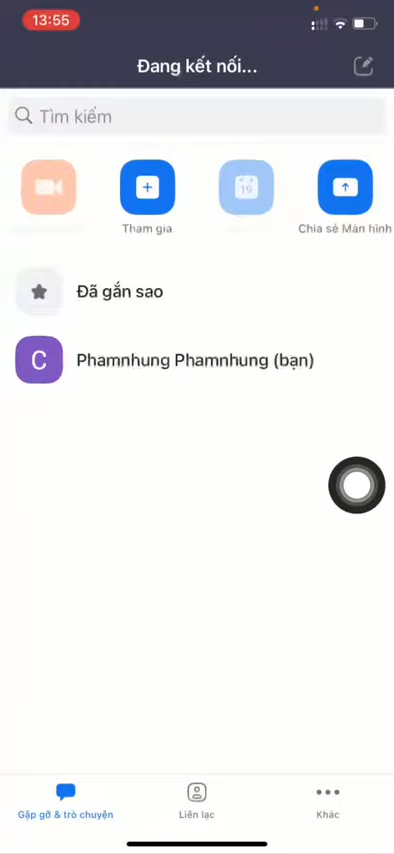 13:55
Đang kết nối...
Tìm kiếm
19
Tham gia
Chia sẻ Màn hình
Đã gắn sao
C
Phamnhung Phamnhung (bạn)
Gặp gỡ & trò chuyện
Liên lạc
Khác